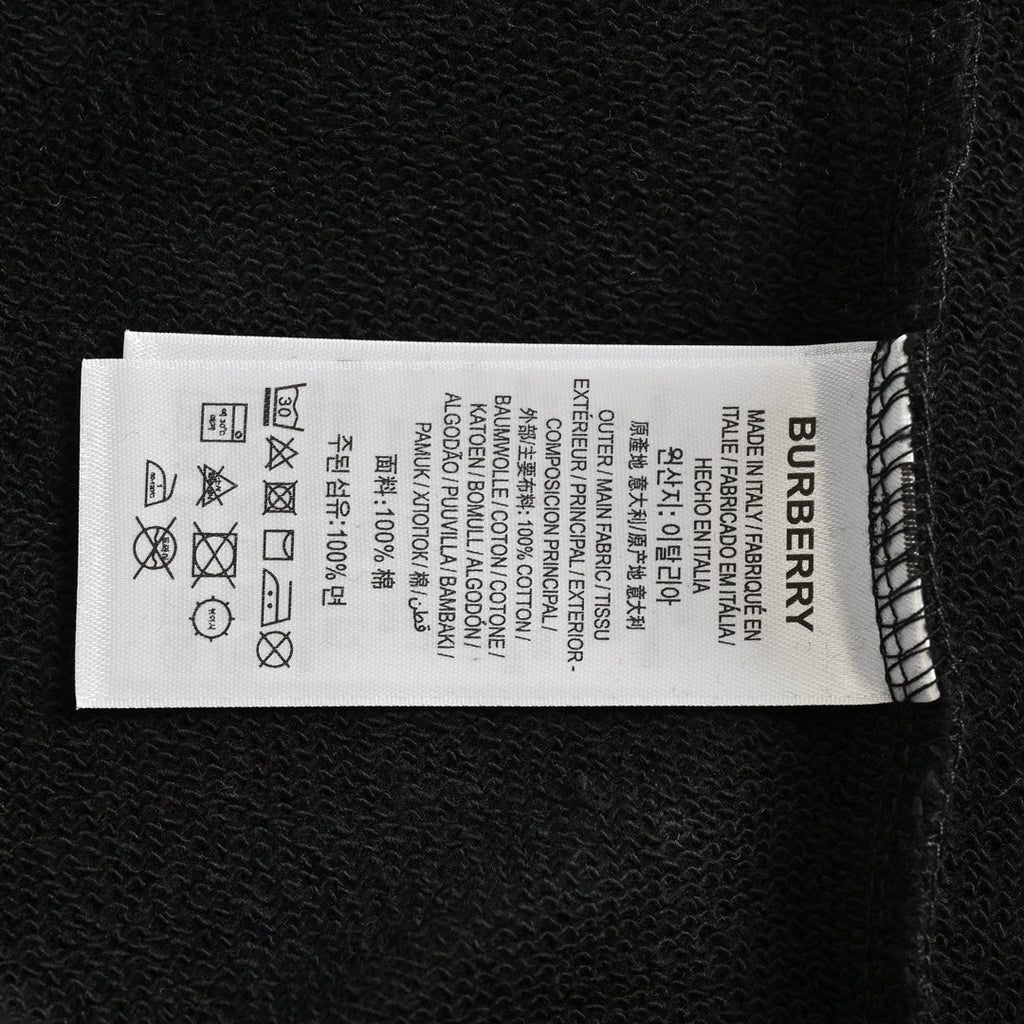 BURBERRY
MADE IN ITALY / FABRIQUÉ EN
ITALIE / FABRICADO EM ITÁLIA /
HECHO EN ITALIA
원산지: 이탈리아
原產地 意大利/原产地 意大利
OUTER / MAIN FABRIC / TISSU
EXTÉRIEUR / PRINCIPAL / EXTERIOR-
COMPOSICION PRINCIPAL /
外部/主要布料: 100% COTTON /
BAUMWOLLE / COTON / COTONE /
KATOEN / BOMULL / ALGODÓN /
ALGODÃO / PUUVILLA / BAMBAKI /
PAMUK / ХЛОПОК / 棉 / قطن
面料:100% 棉
주된 섬유:100% 면
30